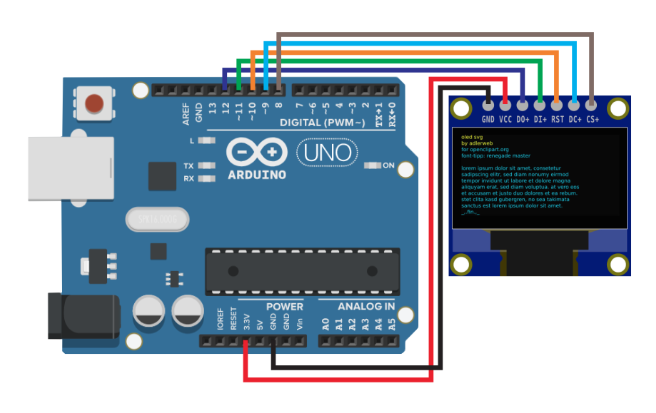 AREF
GND
13
12
~11
~10
~9
8
7
~6
~5
4
~3
2
TX→1
RX←0
DIGITAL (PWM~)
L
TX
RX
UNO
ARDUINO
ON
POWER
ANALOG IN
IOREF
RESET
3.3V
5V
GND
GND
Vin
A0
A1
A2
A3
A4
A5
GND VCC D0+ DI+ RST DC+ CS+
oled svg
by adlerweb
for openclipart.org
font-tipp: renegade master
lorem ipsum dolor sit amet, consetetur
sadipscing elitr, sed diam nonumy eirmod
tempor invidunt ut labore et dolore magna
aliquyam erat, sed diam voluptua. at vero eos
et accusam et justo duo dolores et ea rebum.
stet clita kasd gubergren, no sea takimata
sanctus est lorem ipsum dolor sit amet.